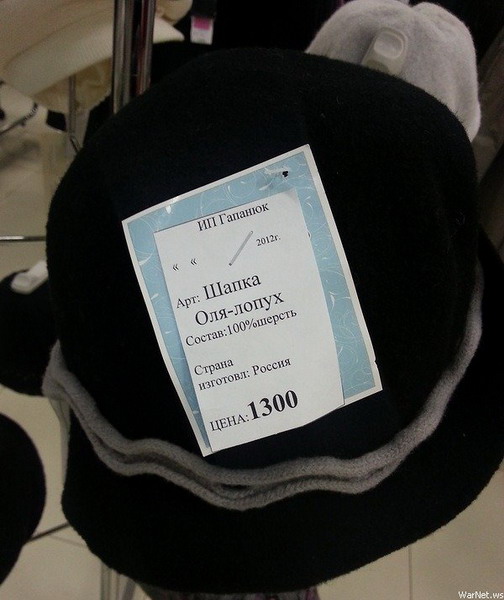 ИП Гапанюк
« « 2012г.
Арт: Шапка
Оля-лопух
Состав:100%шерсть
Страна
изготовл: Россия
ЦЕНА:1300
WarNet.ws